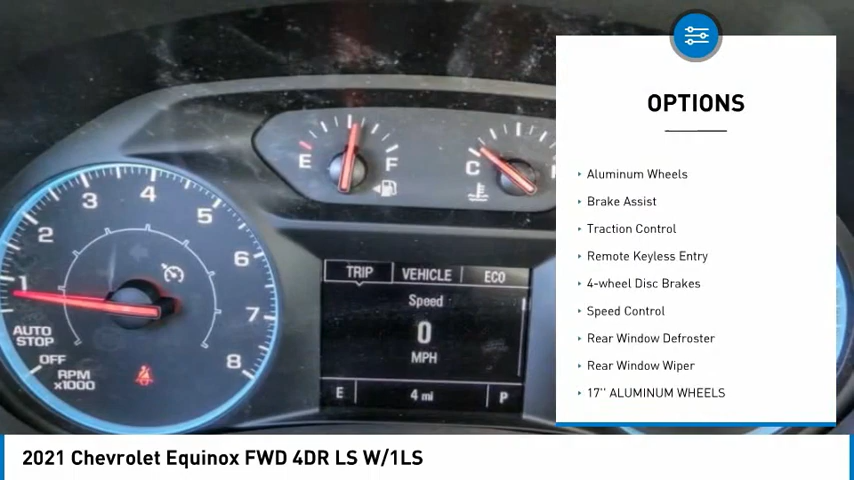 E
F
C
1
2
3
4
5
6
7
8
AUTO
STOP
OFF
RPM
x1000
TRIP
VEHICLE
ECO
Speed
0
MPH
E
4 mi
P
OPTIONS
Aluminum Wheels
Brake Assist
Traction Control
Remote Keyless Entry
4-wheel Disc Brakes
Speed Control
Rear Window Defroster
Rear Window Wiper
17'' ALUMINUM WHEELS
2021 Chevrolet Equinox FWD 4DR LS W/1LS